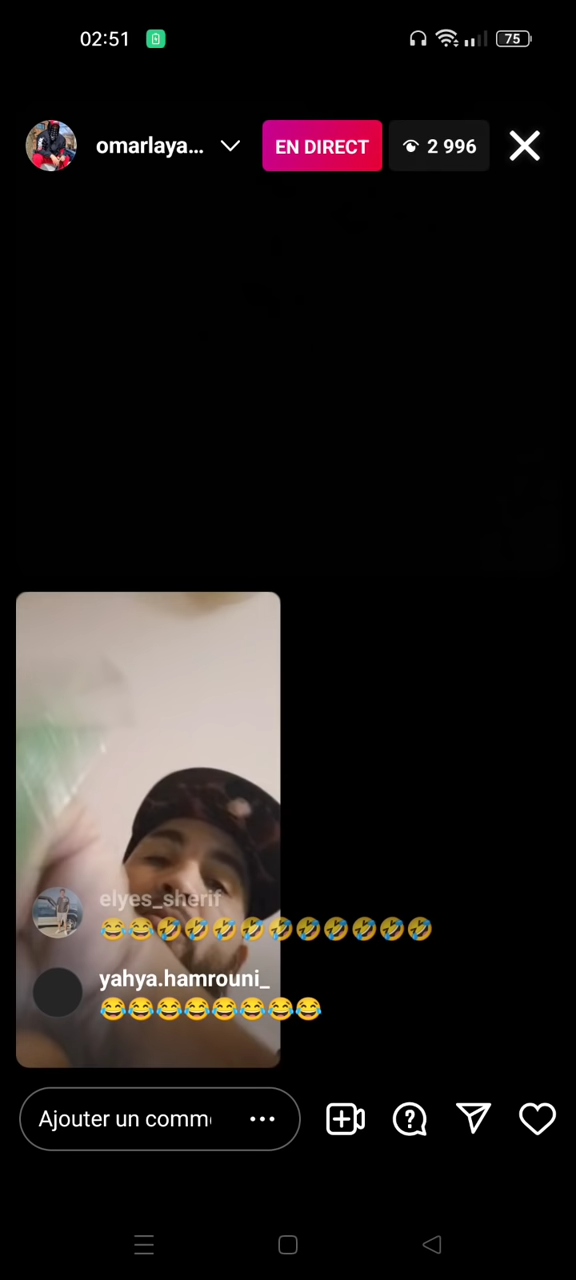 02:51
75
omarlaya...
EN DIRECT
2 996
elyes_sherif
😂😂🤣🤣🤣🤣🤣🤣🤣🤣🤣🤣
yahya.hamrouni_
😂😂😂😂😂😂😂😂
Ajouter un comm